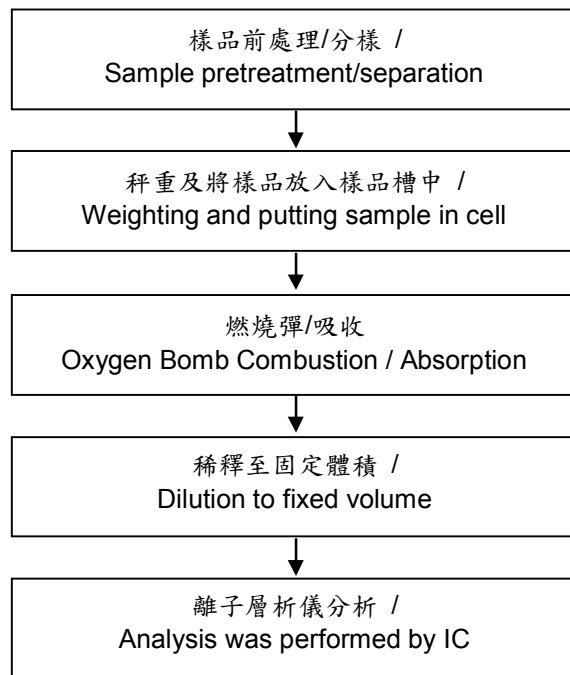 樣品前處理/分樣 /
Sample pretreatment/separation
秤重及將樣品放入樣品槽中 /
Weighting and putting sample in cell
燃燒彈/吸收
Oxygen Bomb Combustion / Absorption
稀釋至固定體積 /
Dilution to fixed volume
離子層析儀分析 /
Analysis was performed by IC